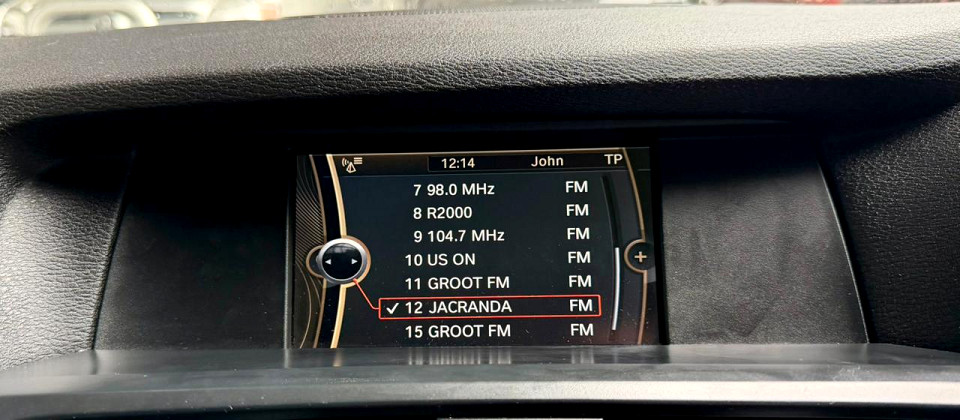 12:14 John TP
7 98.0 MHz FM
8 R2000 FM
9 104.7 MHz FM
10 US ON FM
11 GROOT FM FM
12 JACRANDA FM
15 GROOT FM FM